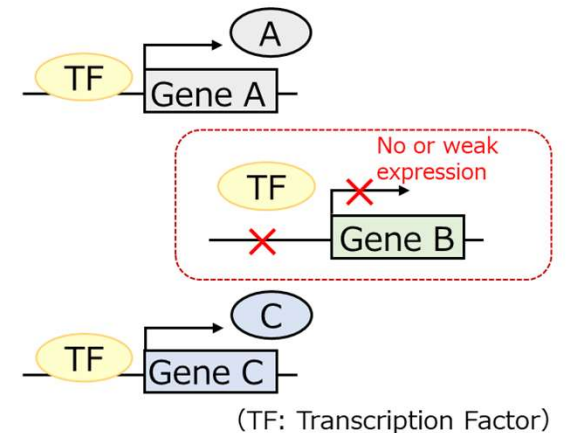 A
TF
Gene A
No or weak
expression
TF
Gene B
C
TF
Gene C
(TF: Transcription Factor)